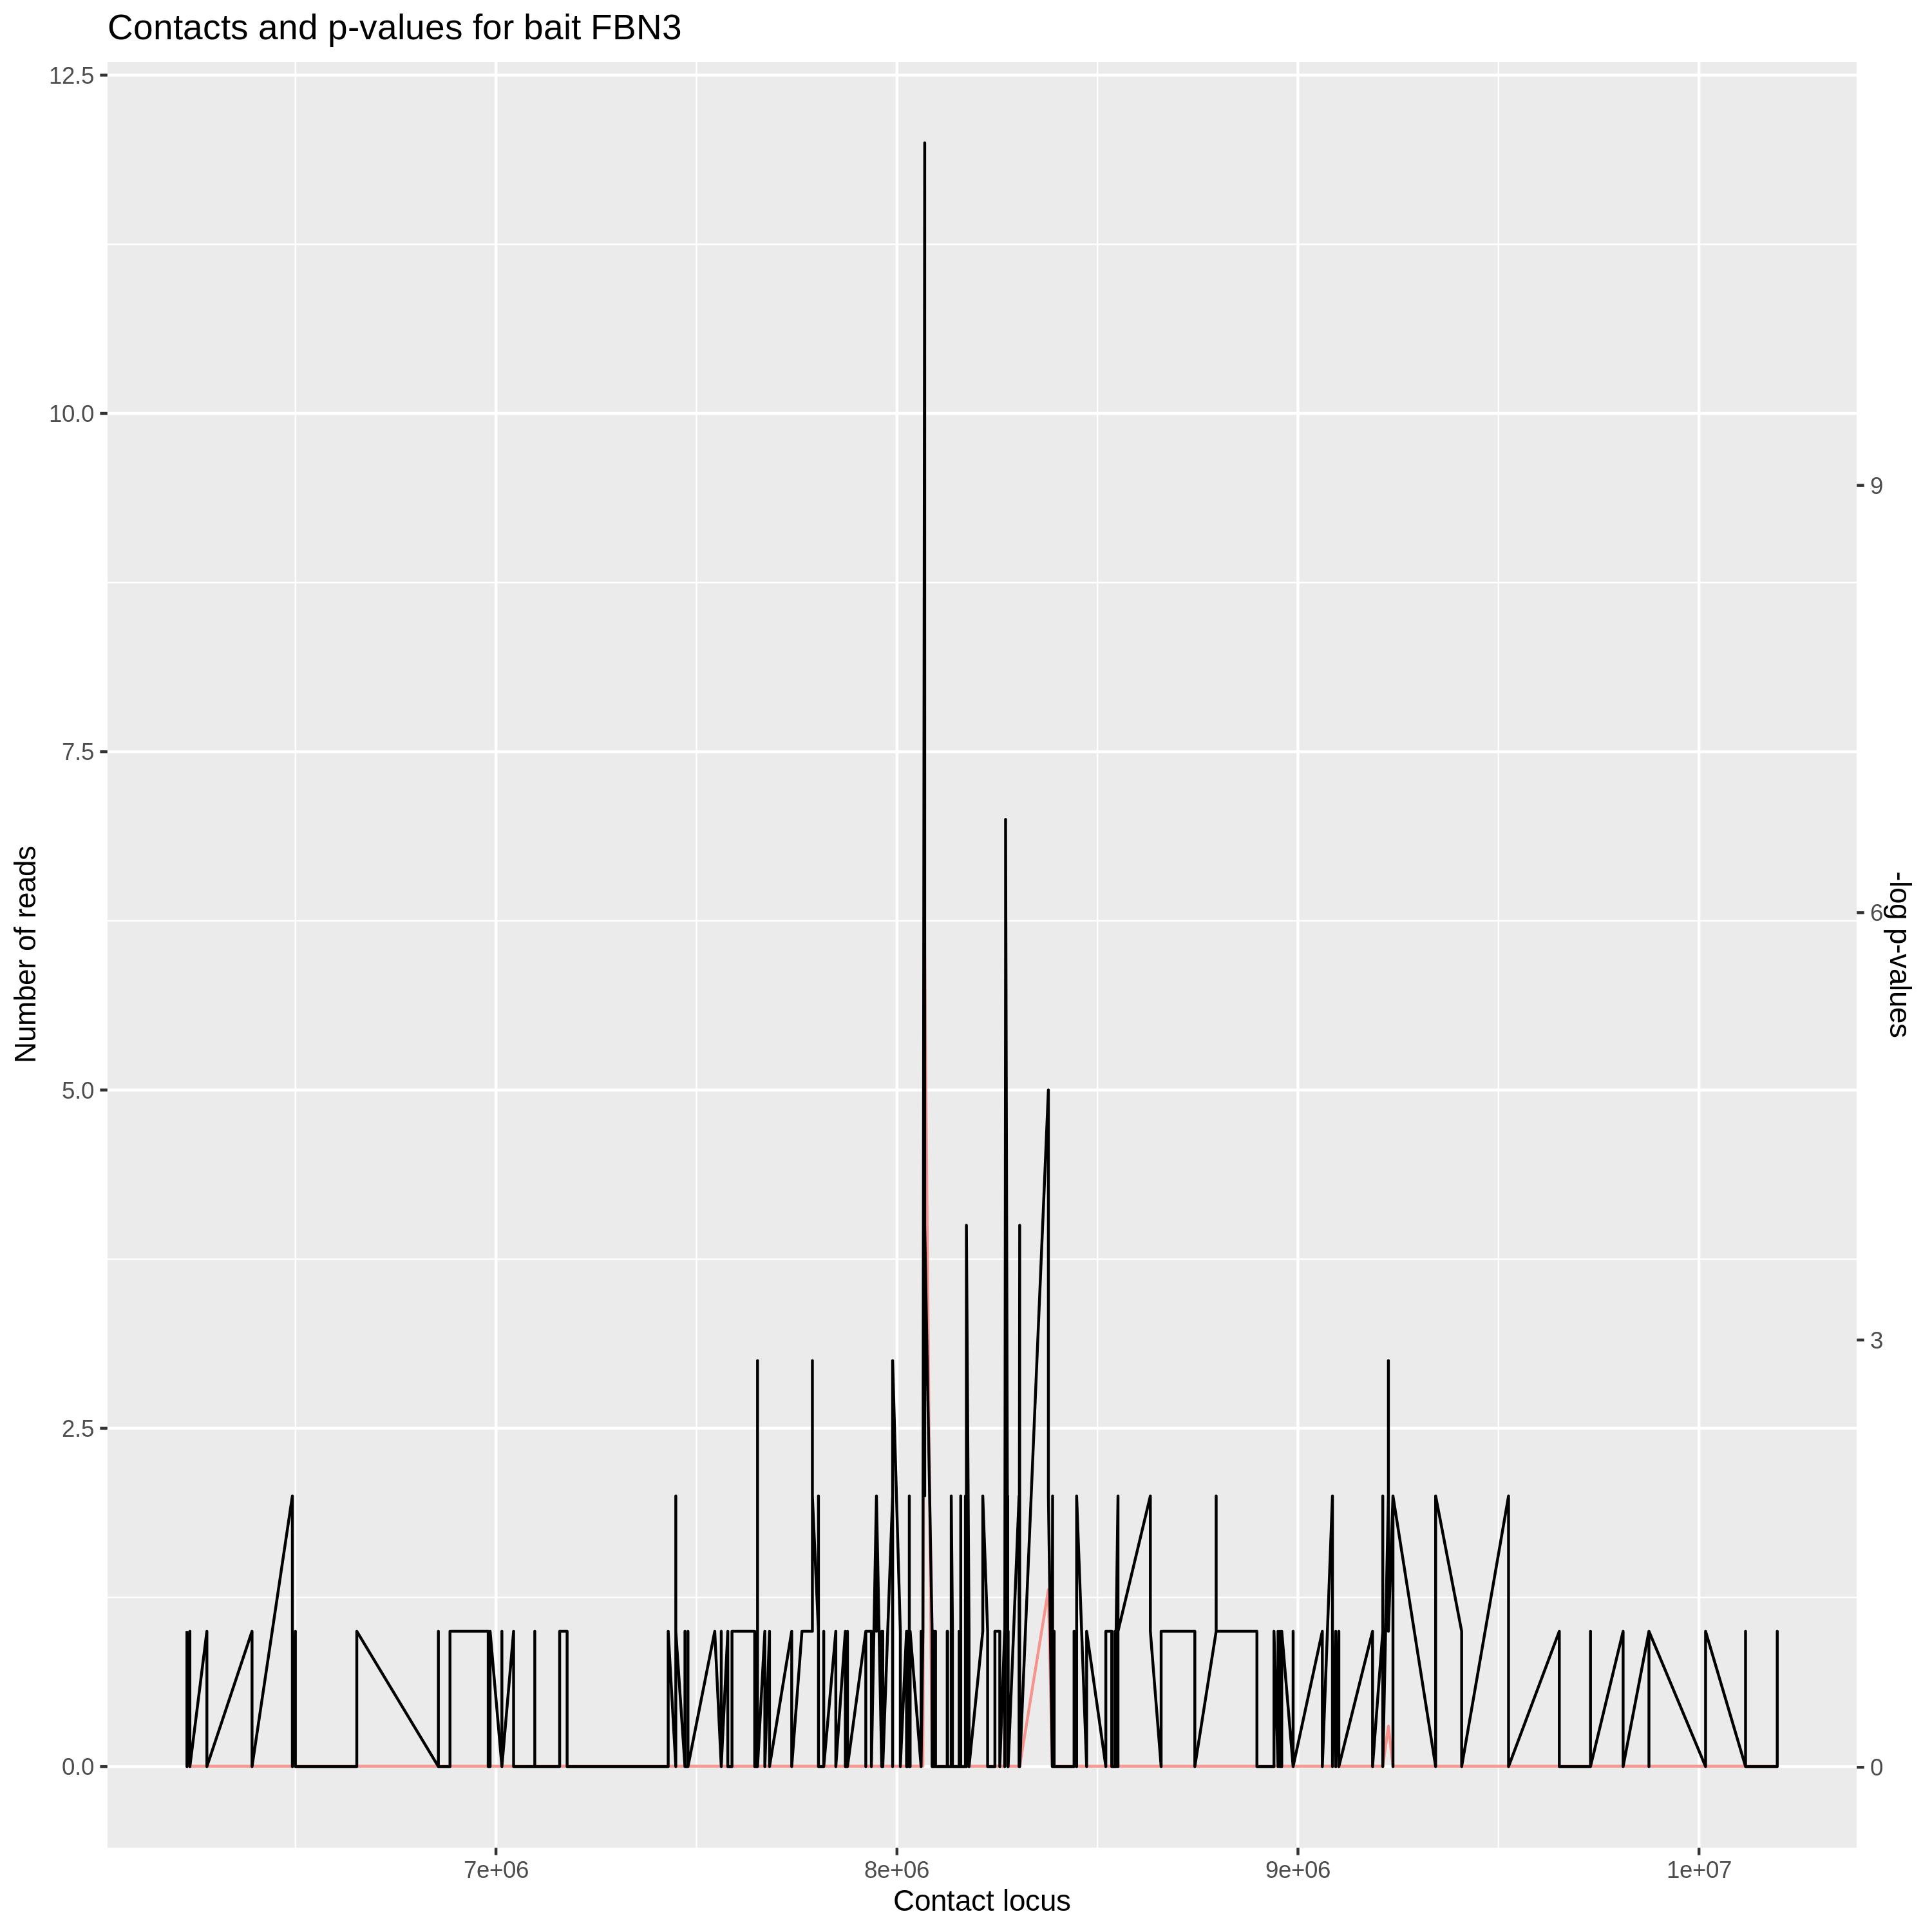 Contacts and p-values for bait FBN3
12.5
10.0
7.5
5.0
2.5
0.0
Number of reads
9
6
3
0
-log p-values
7e+06
8e+06
9e+06
1e+07
Contact locus